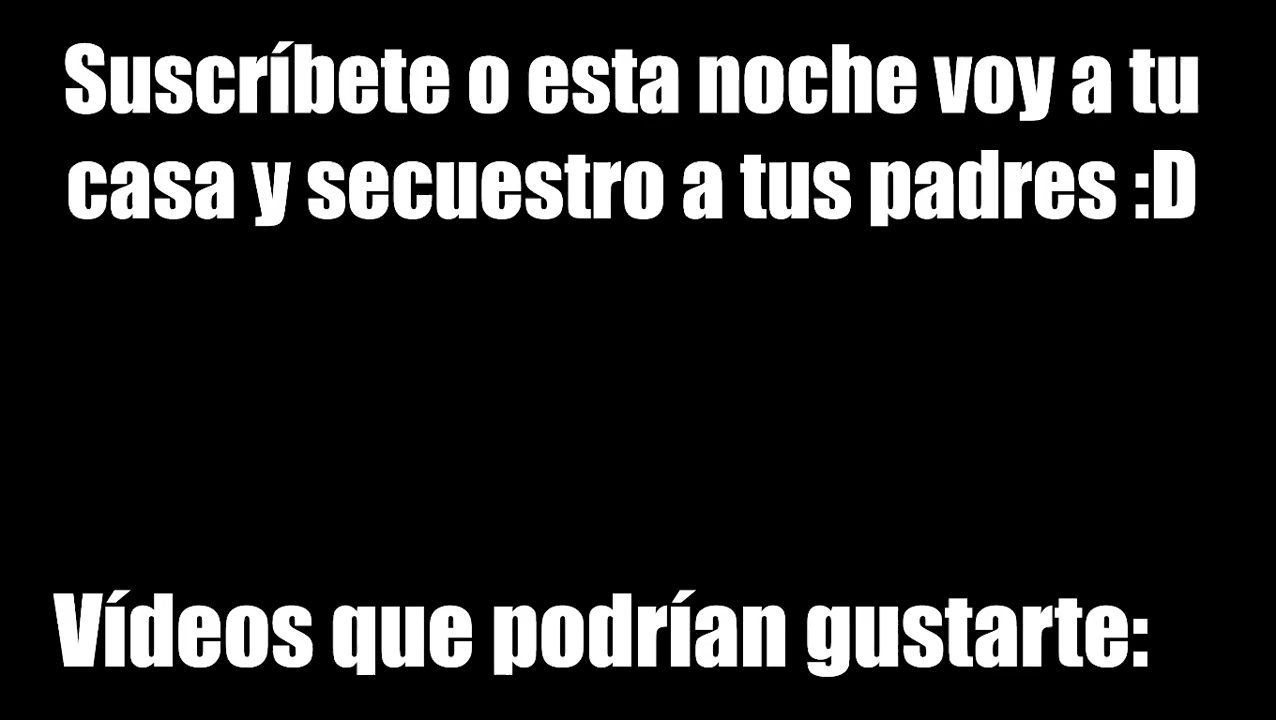 Suscríbete o esta noche voy a tu
casa y secuestro a tus padres :D
Vídeos que podrían gustarte: